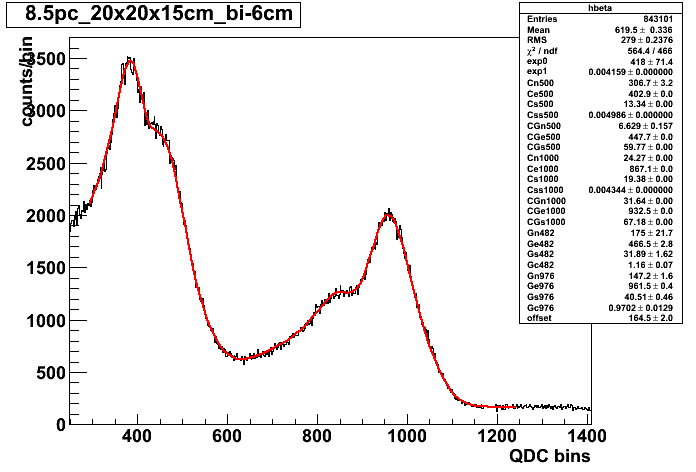 8.5pc_20x20x15cm_bi-6cm
hbeta
Entries 843101
Mean 619.5 ± 0.336
RMS 279 ± 0.2376
χ² / ndf 564.4 / 466
exp0 418 ± 71.4
exp1 0.004159 ± 0.000000
Cn500 306.7 ± 3.2
Ce500 402.9 ± 0.0
Cs500 13.34 ± 0.00
Css500 0.004986 ± 0.000000
CGn500 6.629 ± 0.157
CGe500 447.7 ± 0.0
CGs500 59.77 ± 0.00
Cn1000 24.27 ± 0.00
Ce1000 867.1 ± 0.0
Cs1000 19.38 ± 0.00
Css1000 0.004344 ± 0.000000
CGn1000 31.64 ± 0.00
CGe1000 932.5 ± 0.0
CGs1000 67.18 ± 0.00
Gn482 175 ± 21.7
Ge482 466.5 ± 2.8
Gs482 31.89 ± 1.62
Gc482 1.16 ± 0.07
Gn976 147.2 ± 1.6
Ge976 961.5 ± 0.4
Gs976 40.51 ± 0.46
Gc976 0.9702 ± 0.0129
offset 164.5 ± 2.0
counts/bin
3500
3000
2500
2000
1500
1000
500
0
400 600 800 1000 1200 1400
QDC bins